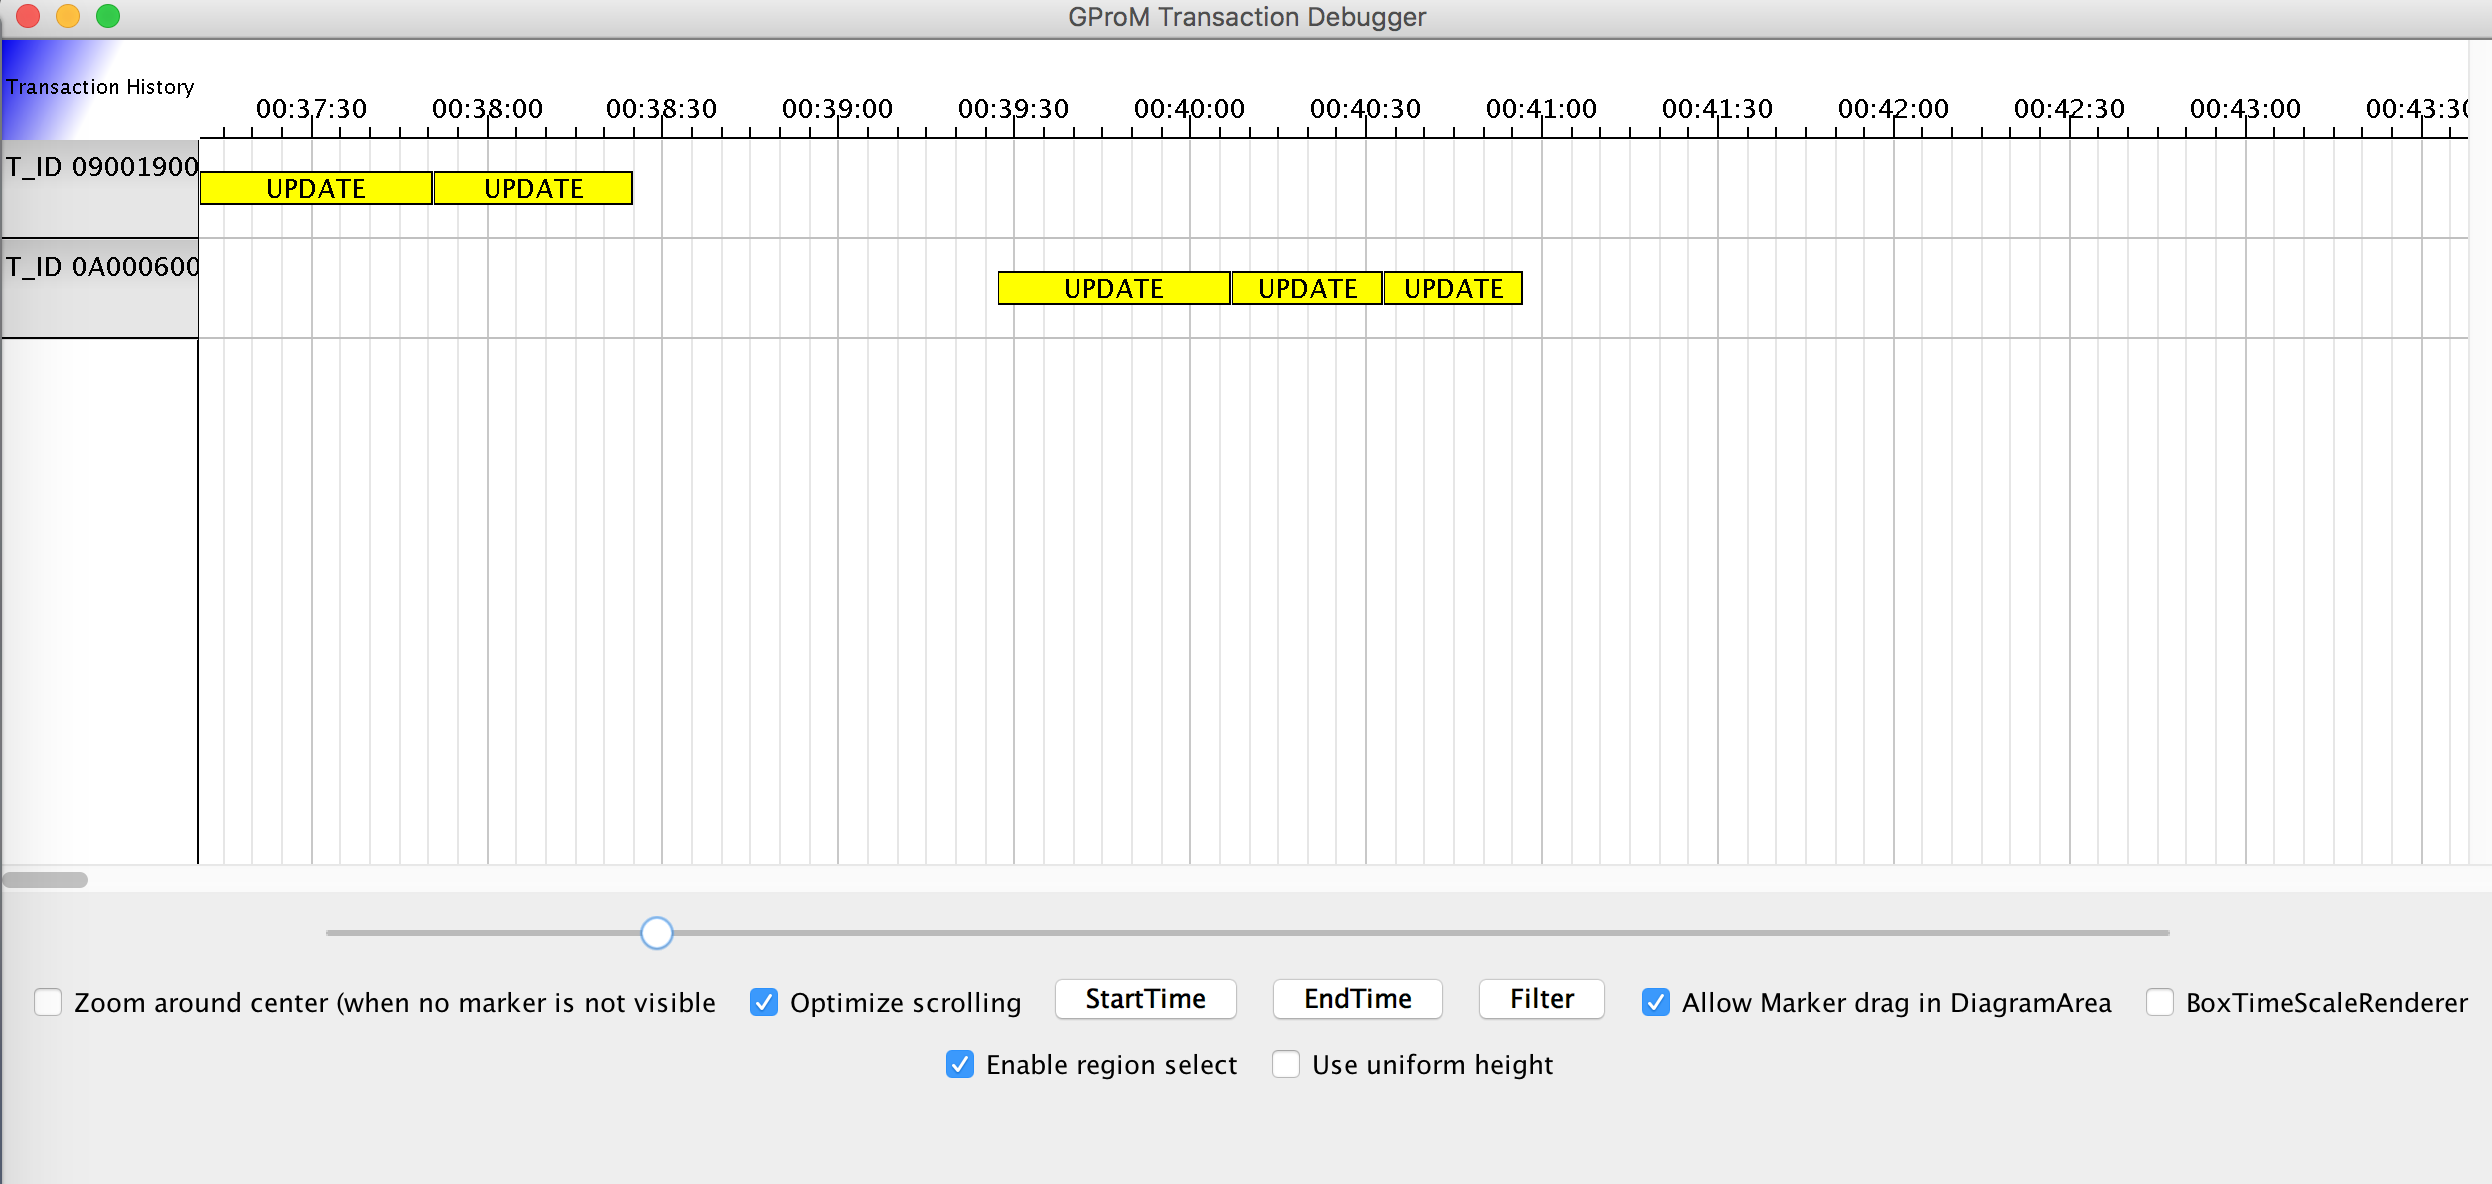 GProM Transaction Debugger
Transaction History
00:37:30 00:38:00 00:38:30 00:39:00 00:39:30 00:40:00 00:40:30 00:41:00 00:41:30 00:42:00 00:42:30 00:43:00 00:43:30
T_ID 09001900
UPDATE UPDATE
T_ID 0A000600
UPDATE UPDATE UPDATE
Zoom around center (when no marker is not visible Optimize scrolling StartTime EndTime Filter Allow Marker drag in DiagramArea BoxTimeScaleRenderer
Enable region select Use uniform height